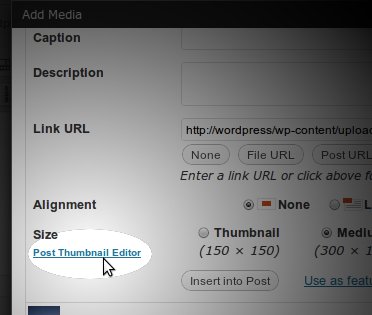 Add Media
Caption
Description
Link URL
http://wordpress/wp-content/uploa
None File URL Post URL
Enter a link URL or click above f
Alignment None L
Size Thumbnail Mediu
(150 × 150) (300 ×
Post Thumbnail Editor
Insert into Post Use as featu